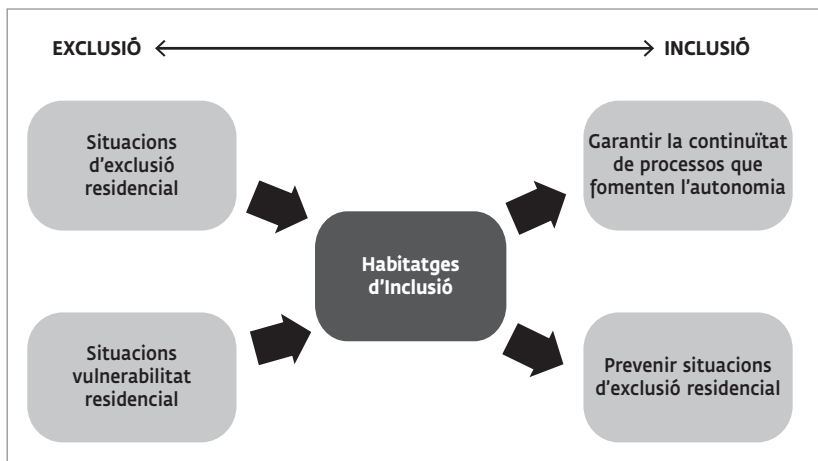 EXCLUSIÓ
INCLUSIÓ
Situacions
d'exclusió
residencial
Garantir la continuïtat
de processos que
fomenten l'autonomia
Habitatges
d'Inclusió
Situacions
vulnerabilitat
residencial
Prevenir situacions
d'exclusió residencial